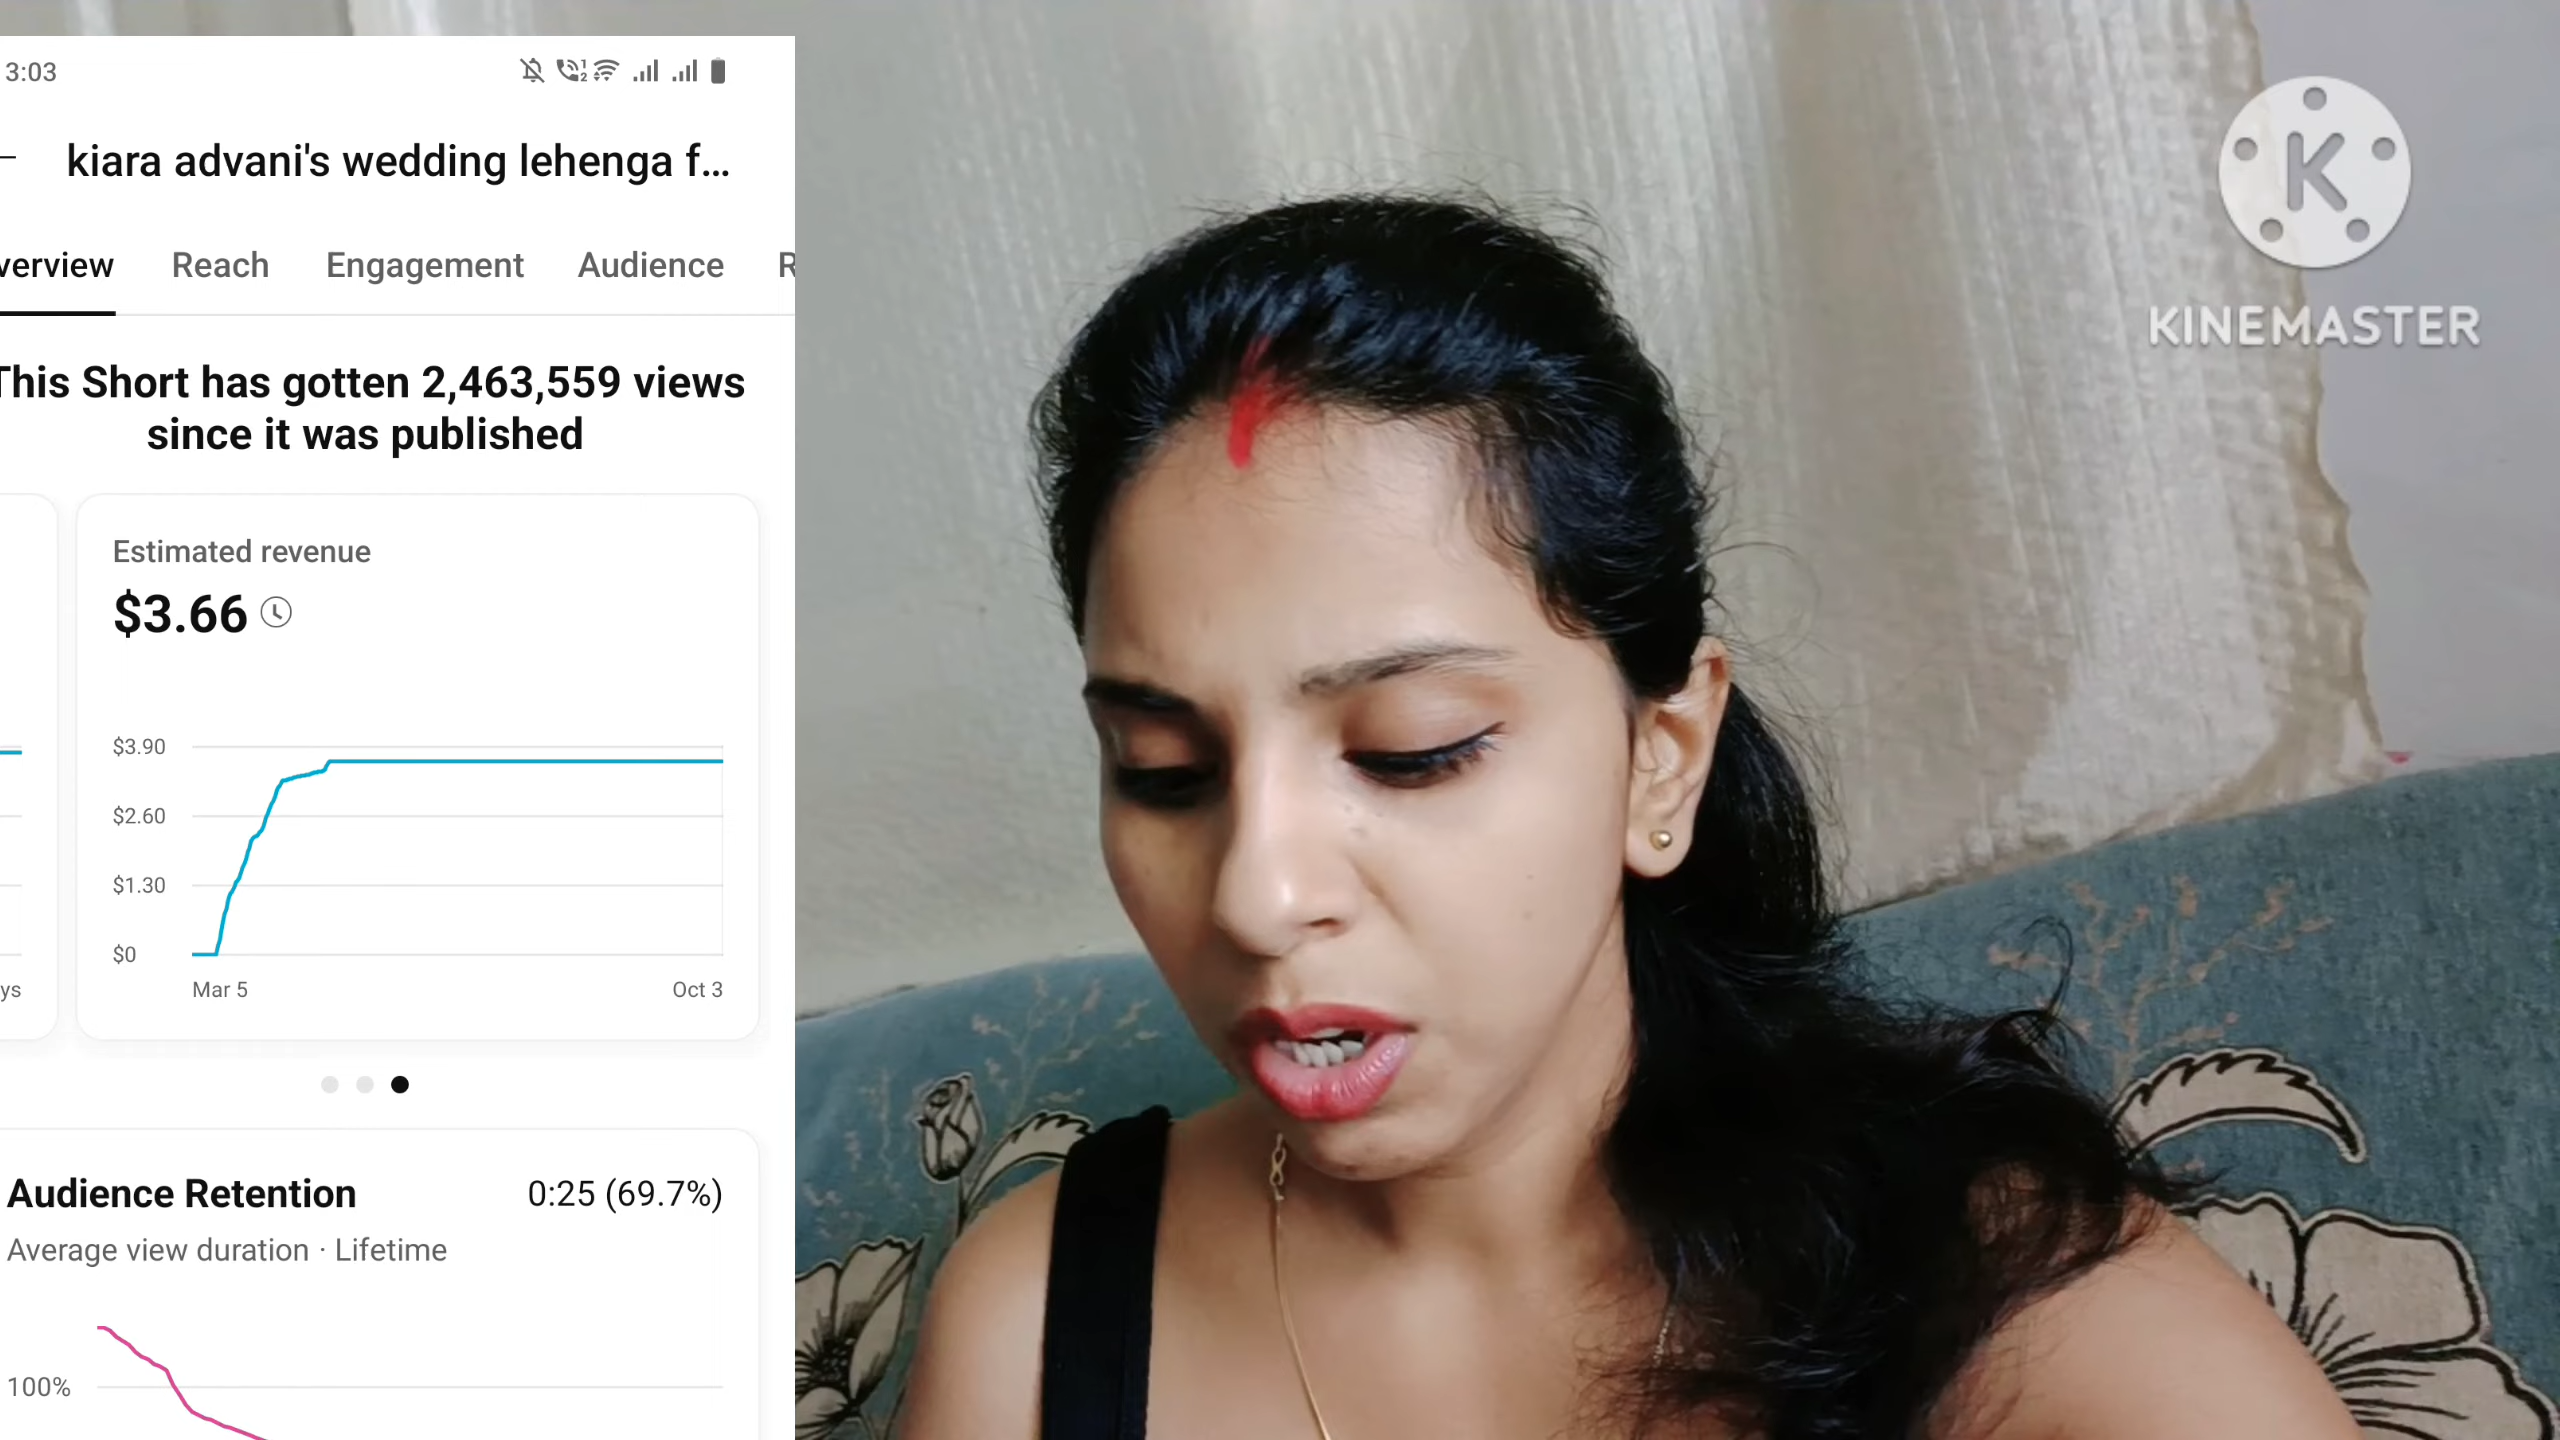 3:03
kiara advani's wedding lehenga f...
verview Reach Engagement Audience R
This Short has gotten 2,463,559 views
since it was published
Estimated revenue
$3.66
$3.90
$2.60
$1.30
$0
Mar 5 Oct 3
ys
Audience Retention 0:25 (69.7%)
Average view duration · Lifetime
100%
K
KINEMASTER